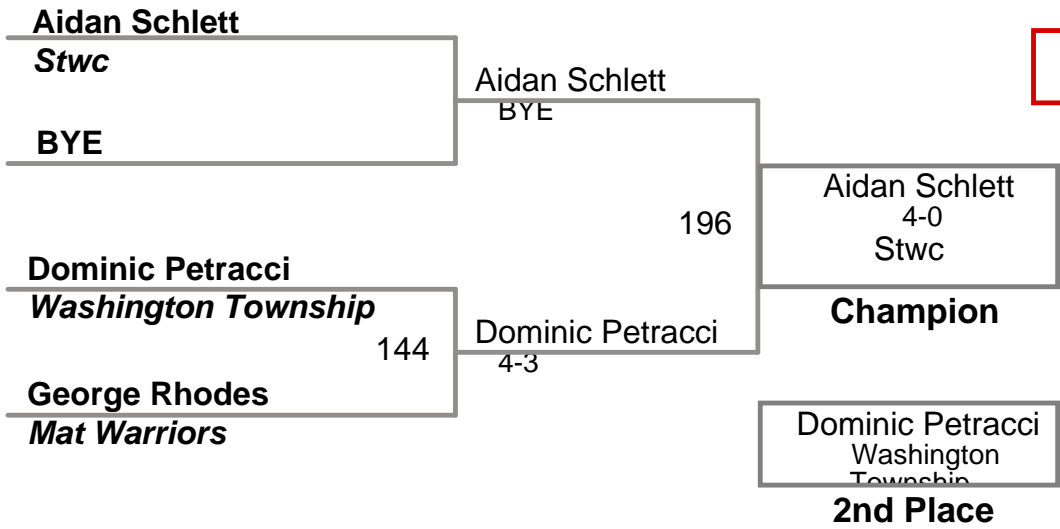 Aidan Schlett
Stwc
BYE
Aidan Schlett
BYE
Dominic Petracci
Washington Township
144
George Rhodes
Mat Warriors
Dominic Petracci
4-3
196
Aidan Schlett
4-0
Stwc
Champion
Dominic Petracci
Washington
Township
2nd Place